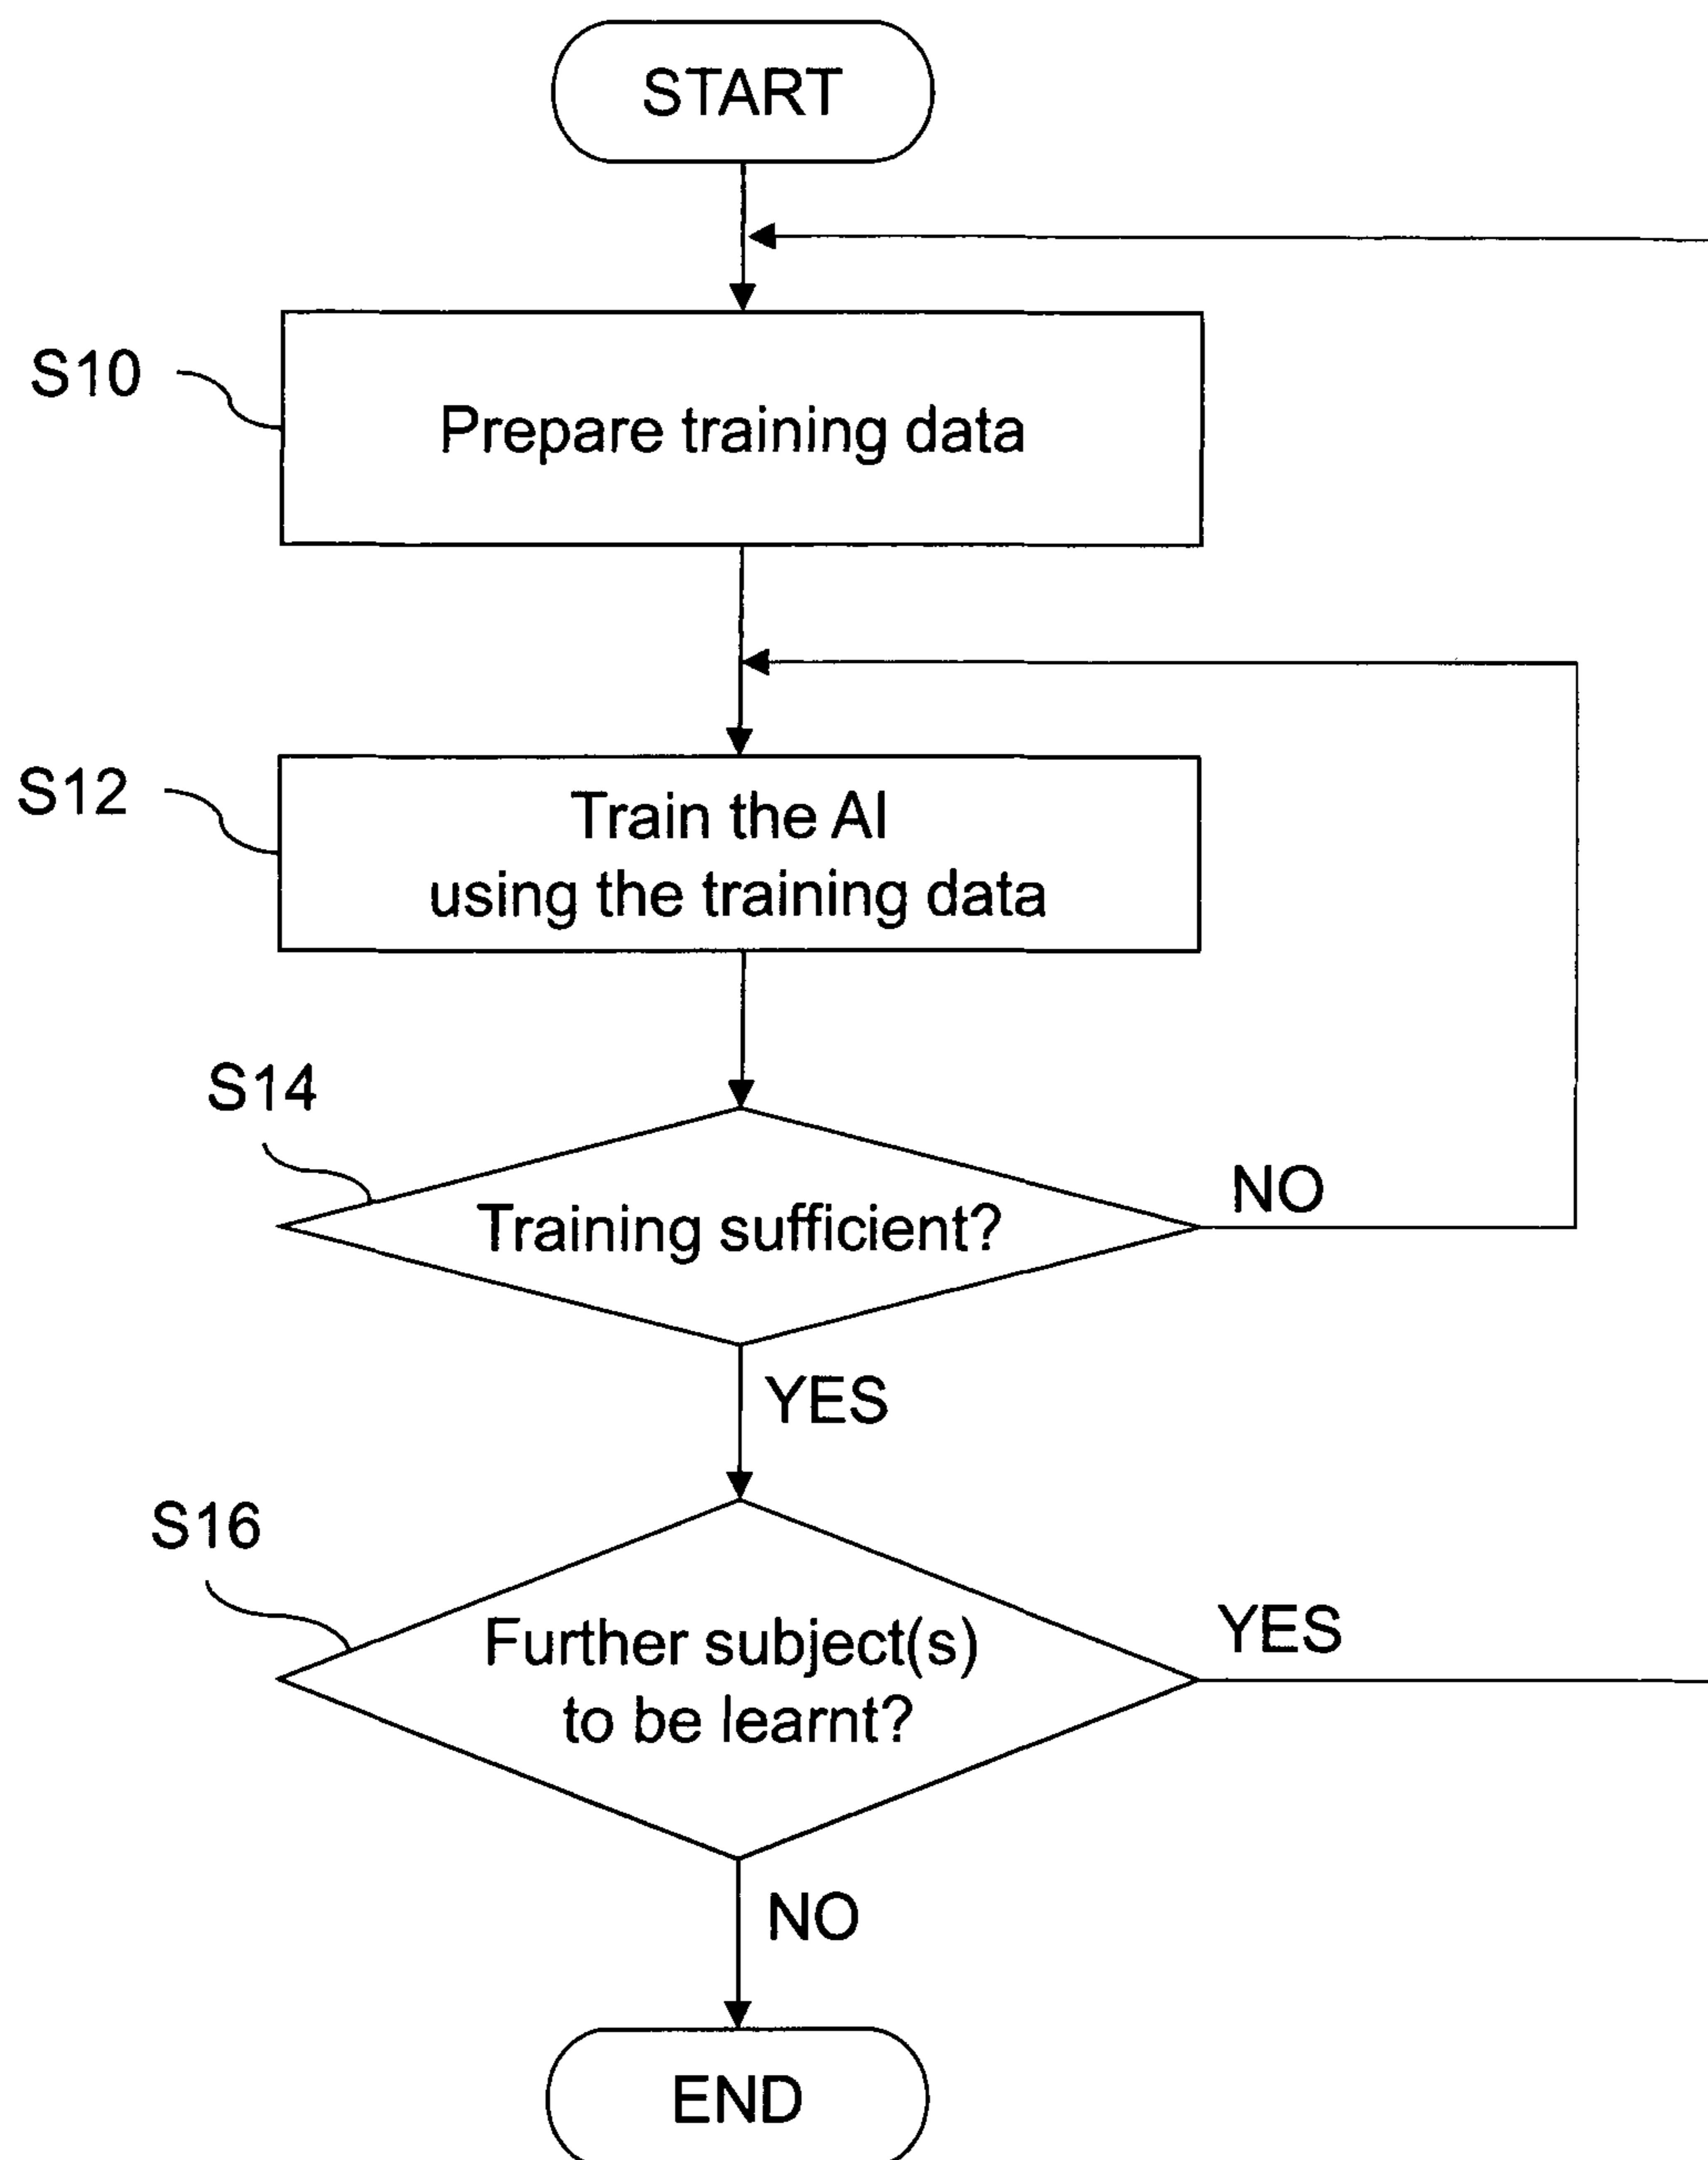 START
S10
Prepare training data
S12
Train the AI
using the training data
S14
Training sufficient?
NO
YES
S16
Further subject(s)
to be learnt?
YES
NO
END